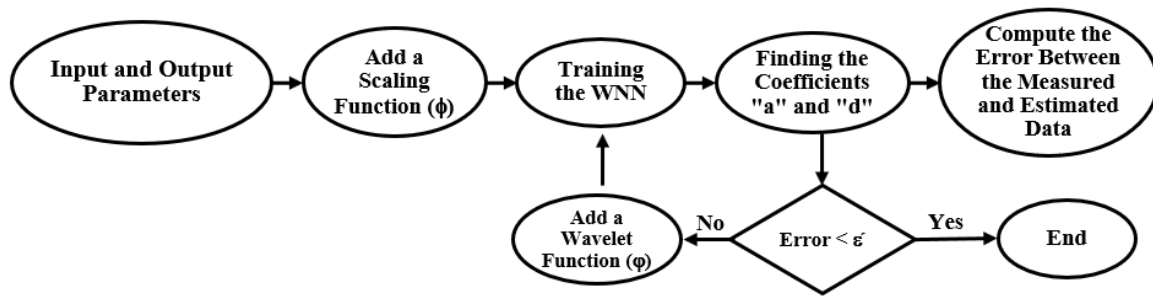 Input and Output
Parameters
Add a
Scaling
Function (ϕ)
Training
the WNN
Finding the
Coefficients
"a" and "d"
Compute the
Error Between
the Measured
and Estimated
Data
Add a
Wavelet
Function (φ)
No
Error < έ
Yes
End